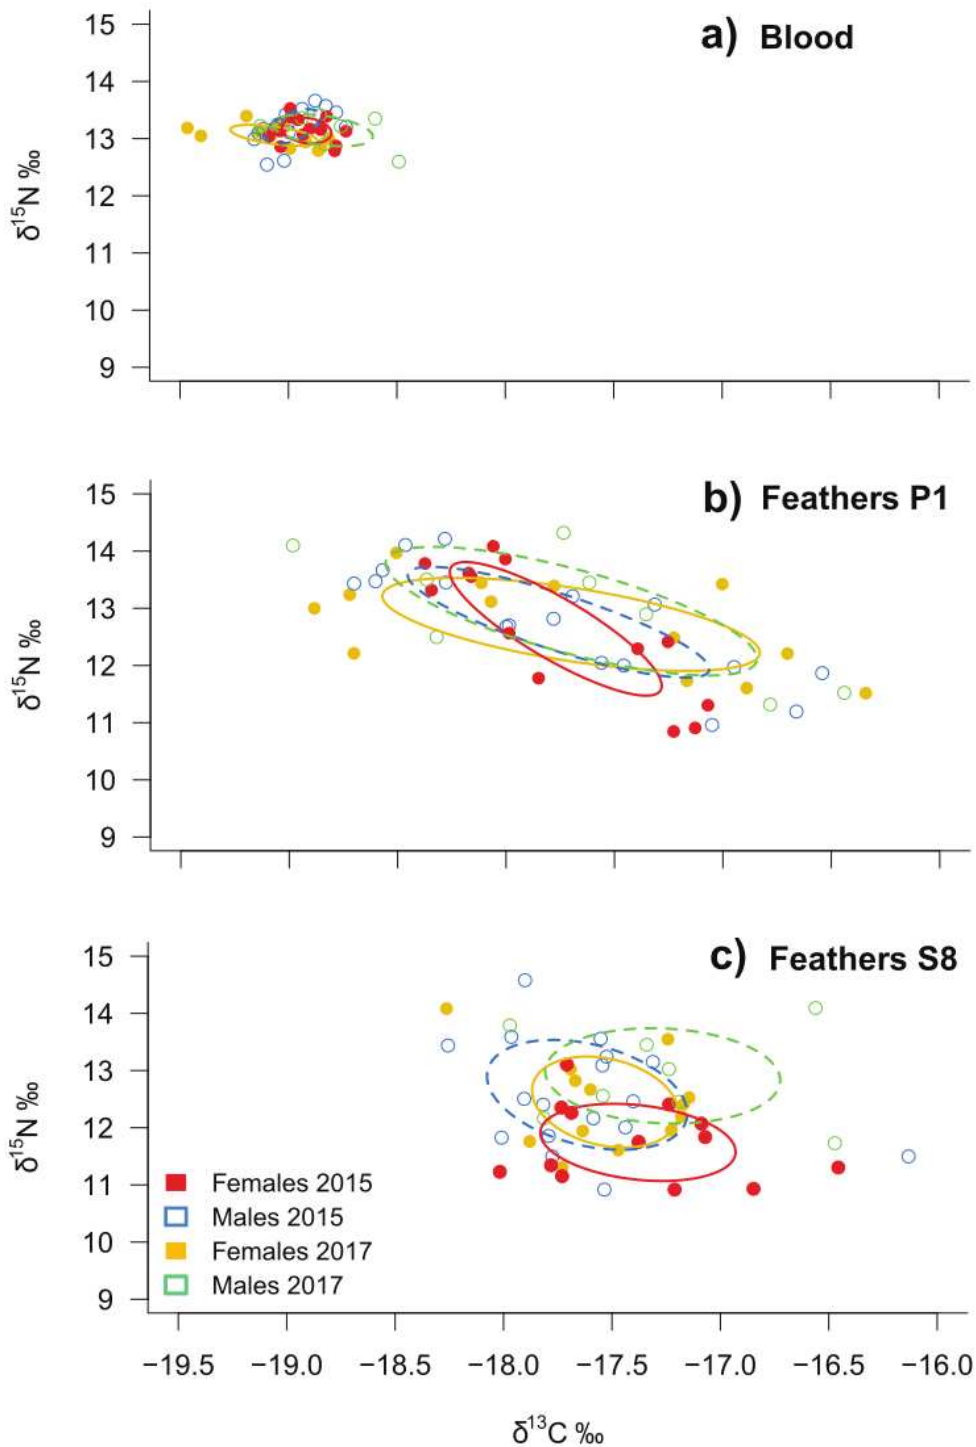 a) Blood
15
14
13
12
11
10
9
δ15N ‰
b) Feathers P1
15
14
13
12
11
10
9
δ15N ‰
c) Feathers S8
15
14
13
12
11
10
9
δ15N ‰
Females 2015
Males 2015
Females 2017
Males 2017
−19.5 −19.0 −18.5 −18.0 −17.5 −17.0 −16.5 −16.0
δ13C ‰